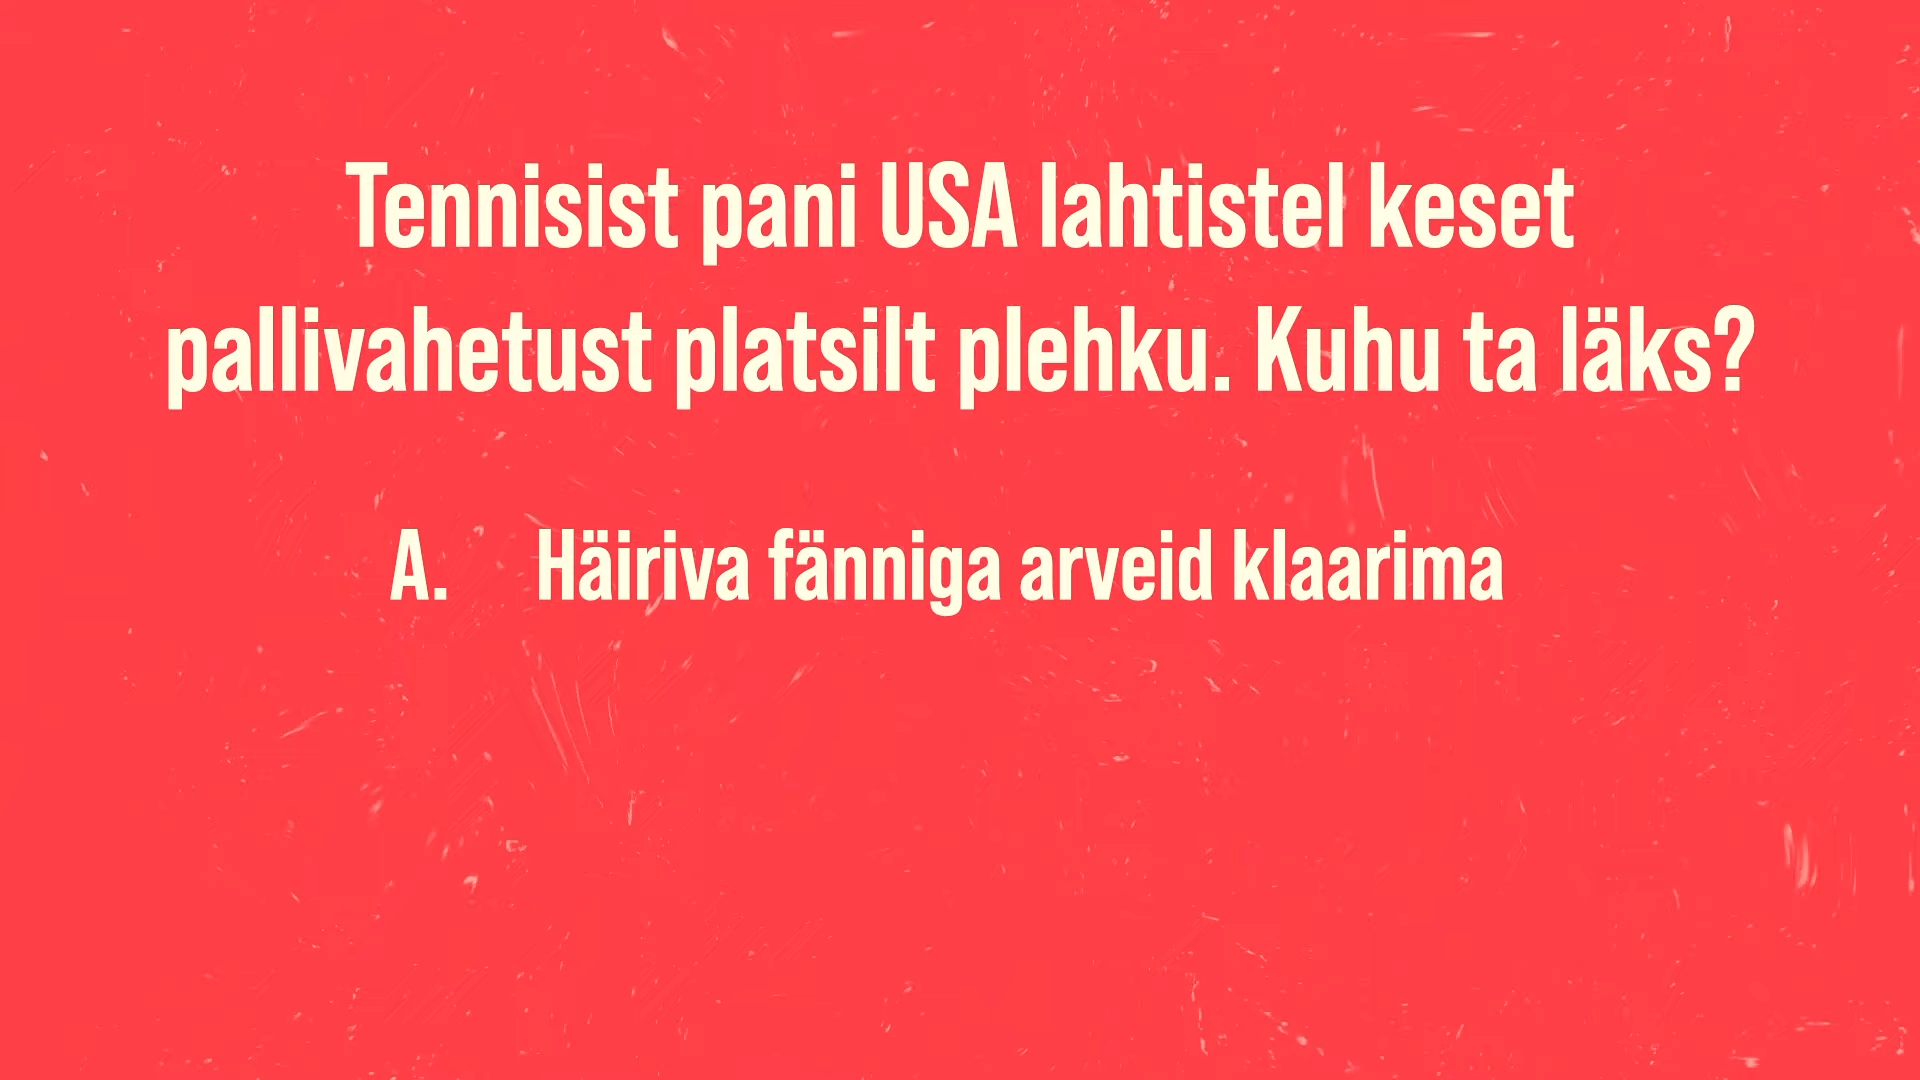 Tennisist pani USA lahtistel keset
pallivahetust platsilt plehku. Kuhu ta läks?
A. Häiriva fänniga arveid klaarima